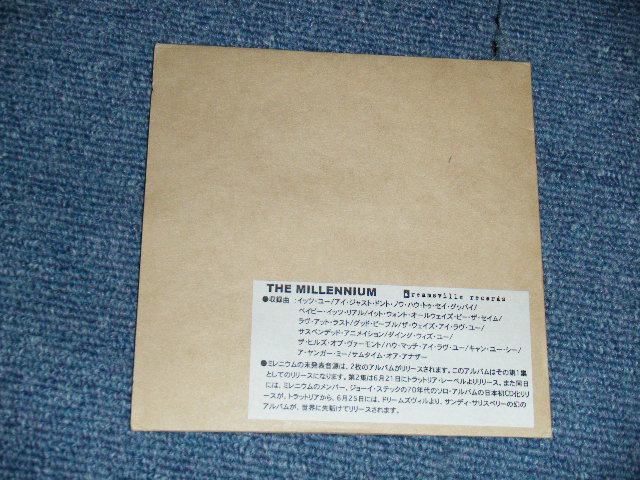 THE MILLENNIUM dreamsville records
●収録曲:イッツ・ユー/アイ・ジャスト・ドント・ノウ・ハウ・トゥ・セイ・グッバイ/
ベイビー・イッツ・リアル/イット・ウォント・オールウェイズ・ビー・ザ・セイム/
ラヴ・アット・ラスト/グッド・ピープル/ザ・ウェイズ・アイ・ラヴ・ユー/
サスペンデッド・アニメイション/ダイング・ウィズ・ユー/
ザ・ヒルズ・オブ・ヴァーモント/ハウ・マッチ・アイ・ラヴ・ユー/キャン・ユー・シー/
ア・ヤンガー・ミー/サムタイム・オア・アナザー
●ミレニウムの未発表音源は、2枚のアルバムがリリースされます。このアルバムはその第1集
としてのリリースになります。第2集は6月21日にトラットリア・レーベルよりリリース。また同日
には、ミレニウムのメンバー、ジョーイ・ステックの70年代のソロ・アルバムの日本初CD化リリ
ースが、トラットリアから、6月25日には、ドリームズヴィルより、サンディ・サリスベリーの幻の
アルバムが、世界に先駆けてリリースされます。